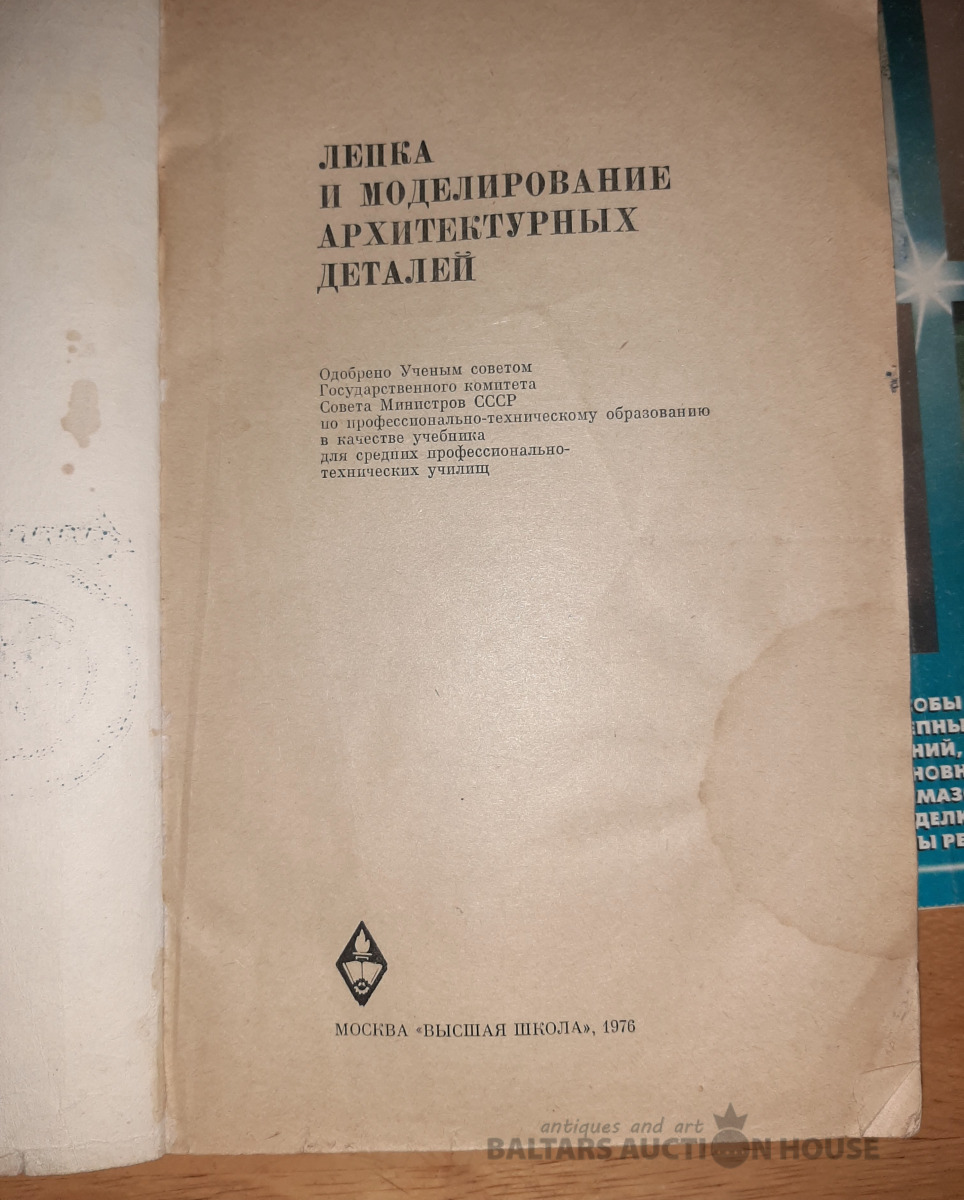 ЛЕПКА
И МОДЕЛИРОВАНИЕ
АРХИТЕКТУРНЫХ
ДЕТАЛЕЙ
Одобрено Ученым советом
Государственного комитета
Совета Министров СССР
по профессионально-техническому образованию
в качестве учебника
для средних профессионально-
технических училищ
МОСКВА «ВЫСШАЯ ШКОЛА», 1976
antiques and art
BALTARS AUCTION HOUSE